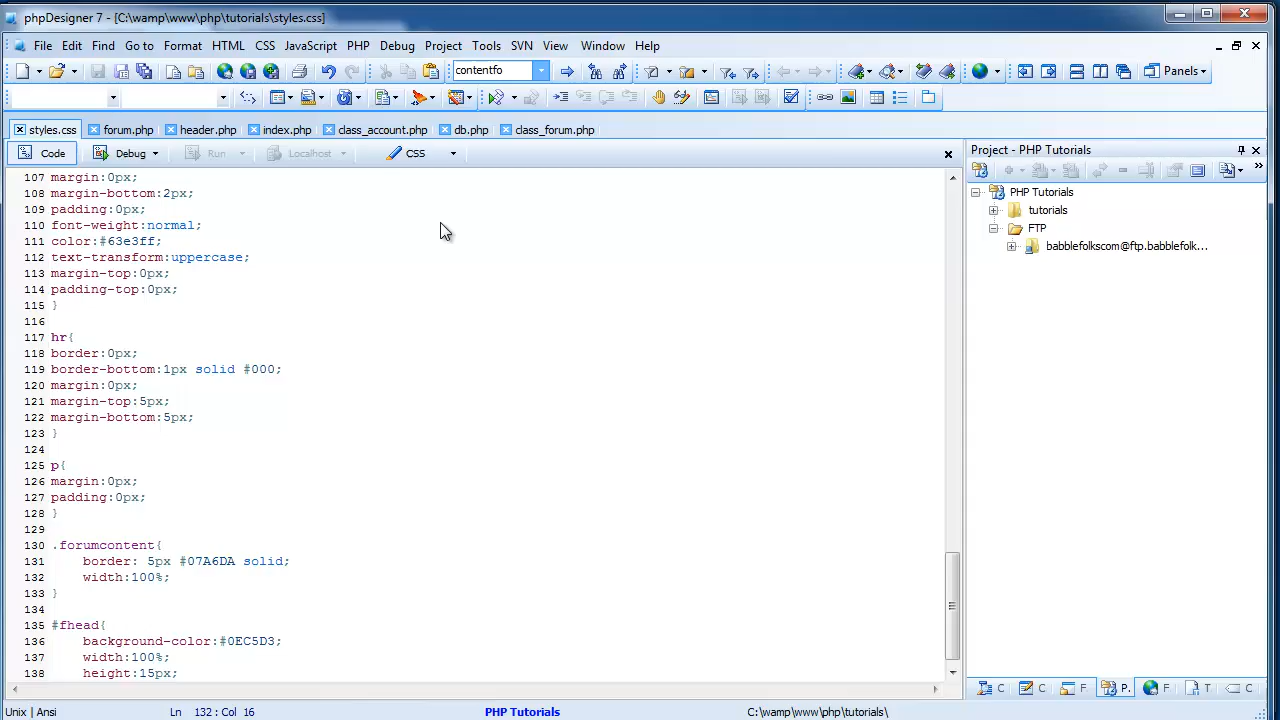 phpDesigner 7 - [C:\wamp\www\php\tutorials\styles.css]
File Edit Find Go to Format HTML CSS JavaScript PHP Debug Project Tools SVN View Window Help
contentfo
Panels
styles.css forum.php header.php index.php class_account.php db.php class_forum.php
Code Debug Run Localhost CSS
107 margin:0px;
108 margin-bottom:2px;
109 padding:0px;
110 font-weight:normal;
111 color:#63e3ff;
112 text-transform:uppercase;
113 margin-top:0px;
114 padding-top:0px;
115 }
116
117 hr{
118 border:0px;
119 border-bottom:1px solid #000;
120 margin:0px;
121 margin-top:5px;
122 margin-bottom:5px;
123 }
124
125 p{
126 margin:0px;
127 padding:0px;
128 }
129
130 .forumcontent{
131 border: 5px #07A6DA solid;
132 width:100%;
133 }
134
135 #fhead{
136 background-color:#0EC5D3;
137 width:100%;
138 height:15px;
Project - PHP Tutorials
PHP Tutorials
tutorials
FTP
babblefolkscom@ftp.babblefolk...
C C F P. F T C
Unix | Ansi Ln 132 : Col 16 PHP Tutorials C:\wamp\www\php\tutorials\